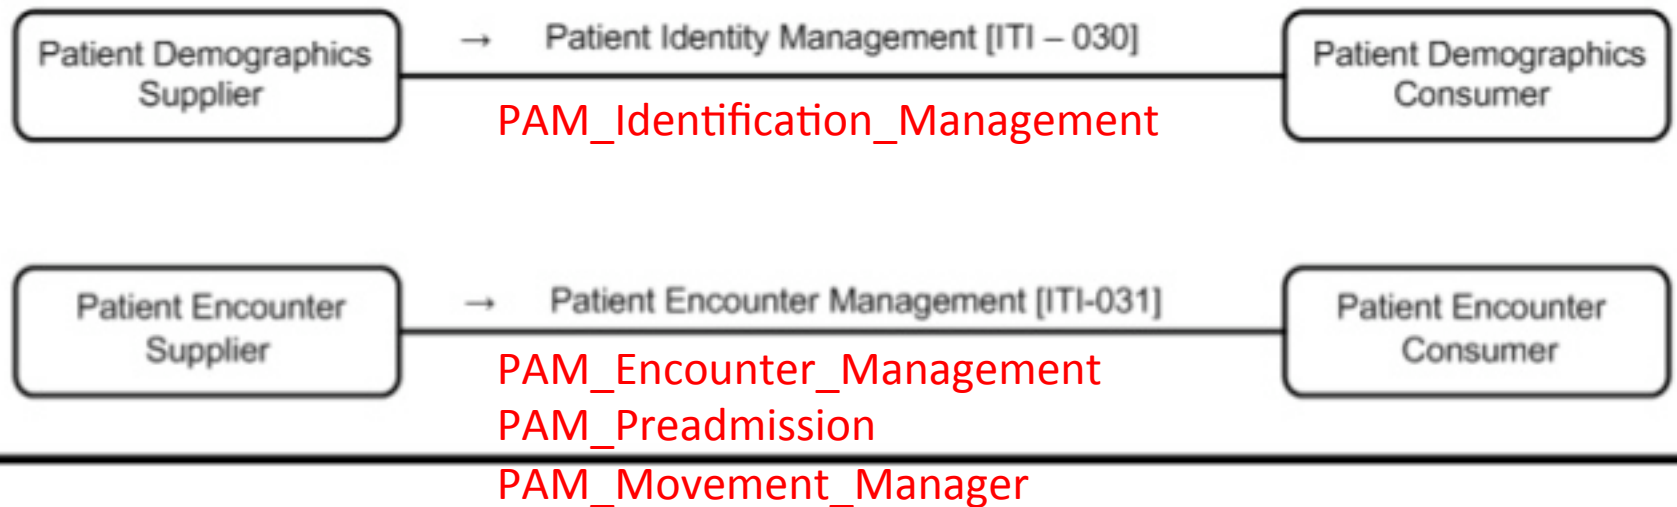 Patient Demographics
Supplier
→ Patient Identity Management [ITI – 030]
Patient Demographics
Consumer
PAM_Identification_Management
Patient Encounter
Supplier
→ Patient Encounter Management [ITI-031]
Patient Encounter
Consumer
PAM_Encounter_Management
PAM_Preadmission
PAM_Movement_Manager